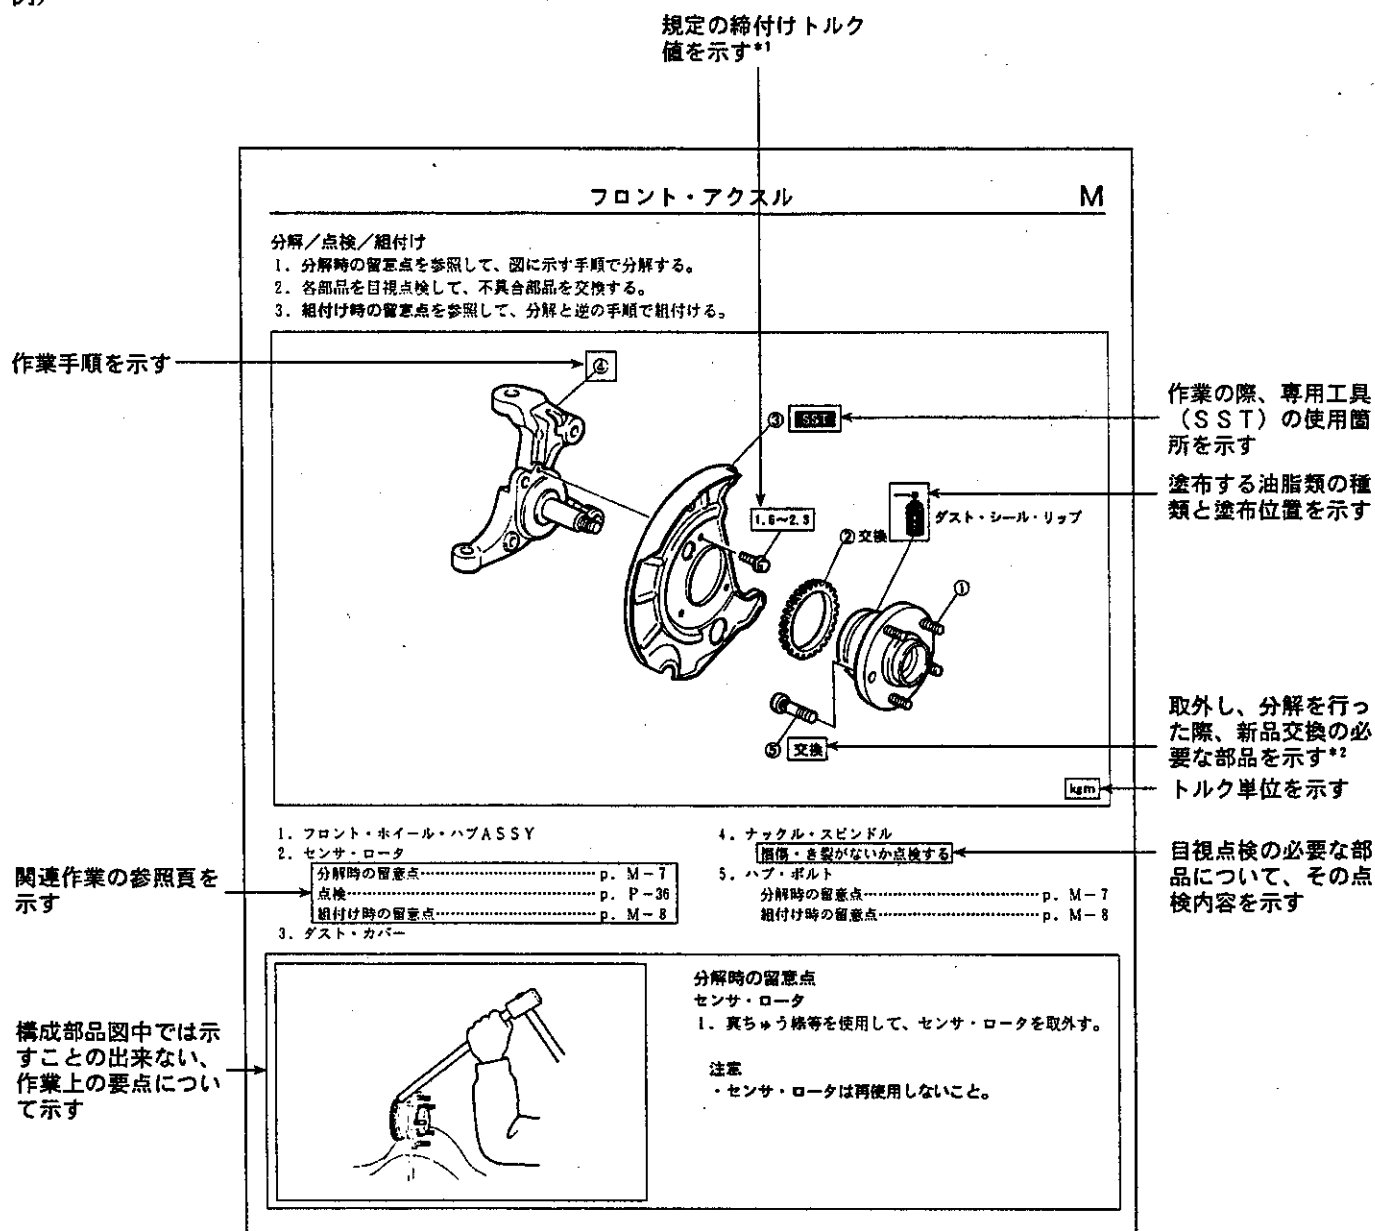 規定の締付けトルク
値を示す*1
フロント・アクスル
M
分解／点検／組付け
1．分解時の留意点を参照して、図に示す手順で分解する。
2．各部品を目視点検して、不具合部品を交換する。
3．組付け時の留意点を参照して、分解と逆の手順で組付ける。
作業手順を示す
④
③ SST
作業の際、専用工具
（SST）の使用箇
所を示す
塗布する油脂類の種
類と塗布位置を示す
ダスト・シール・リップ
1.6～2.3
②交換
①
⑤ 交換
取外し、分解を行っ
た際、新品交換の必
要な部品を示す*2
kgm
トルク単位を示す
1．フロント・ホイール・ハブASSY
2．センサ・ロータ
分解時の留意点……………………p．M－7
点検……………………p．P－36
組付け時の留意点……………………p．M－8
3．ダスト・カバー
4．ナックル・スピンドル
損傷・き裂がないか点検する
5．ハブ・ボルト
分解時の留意点……………………p．M－7
組付け時の留意点……………………p．M－8
関連作業の参照頁を
示す
目視点検の必要な部
品について、その点
検内容を示す
構成部品図中では示
すことの出来ない、
作業上の要点につい
て示す
分解時の留意点
センサ・ロータ
1．真ちゅう棒等を使用して、センサ・ロータを取外す。
注意
・センサ・ロータは再使用しないこと。